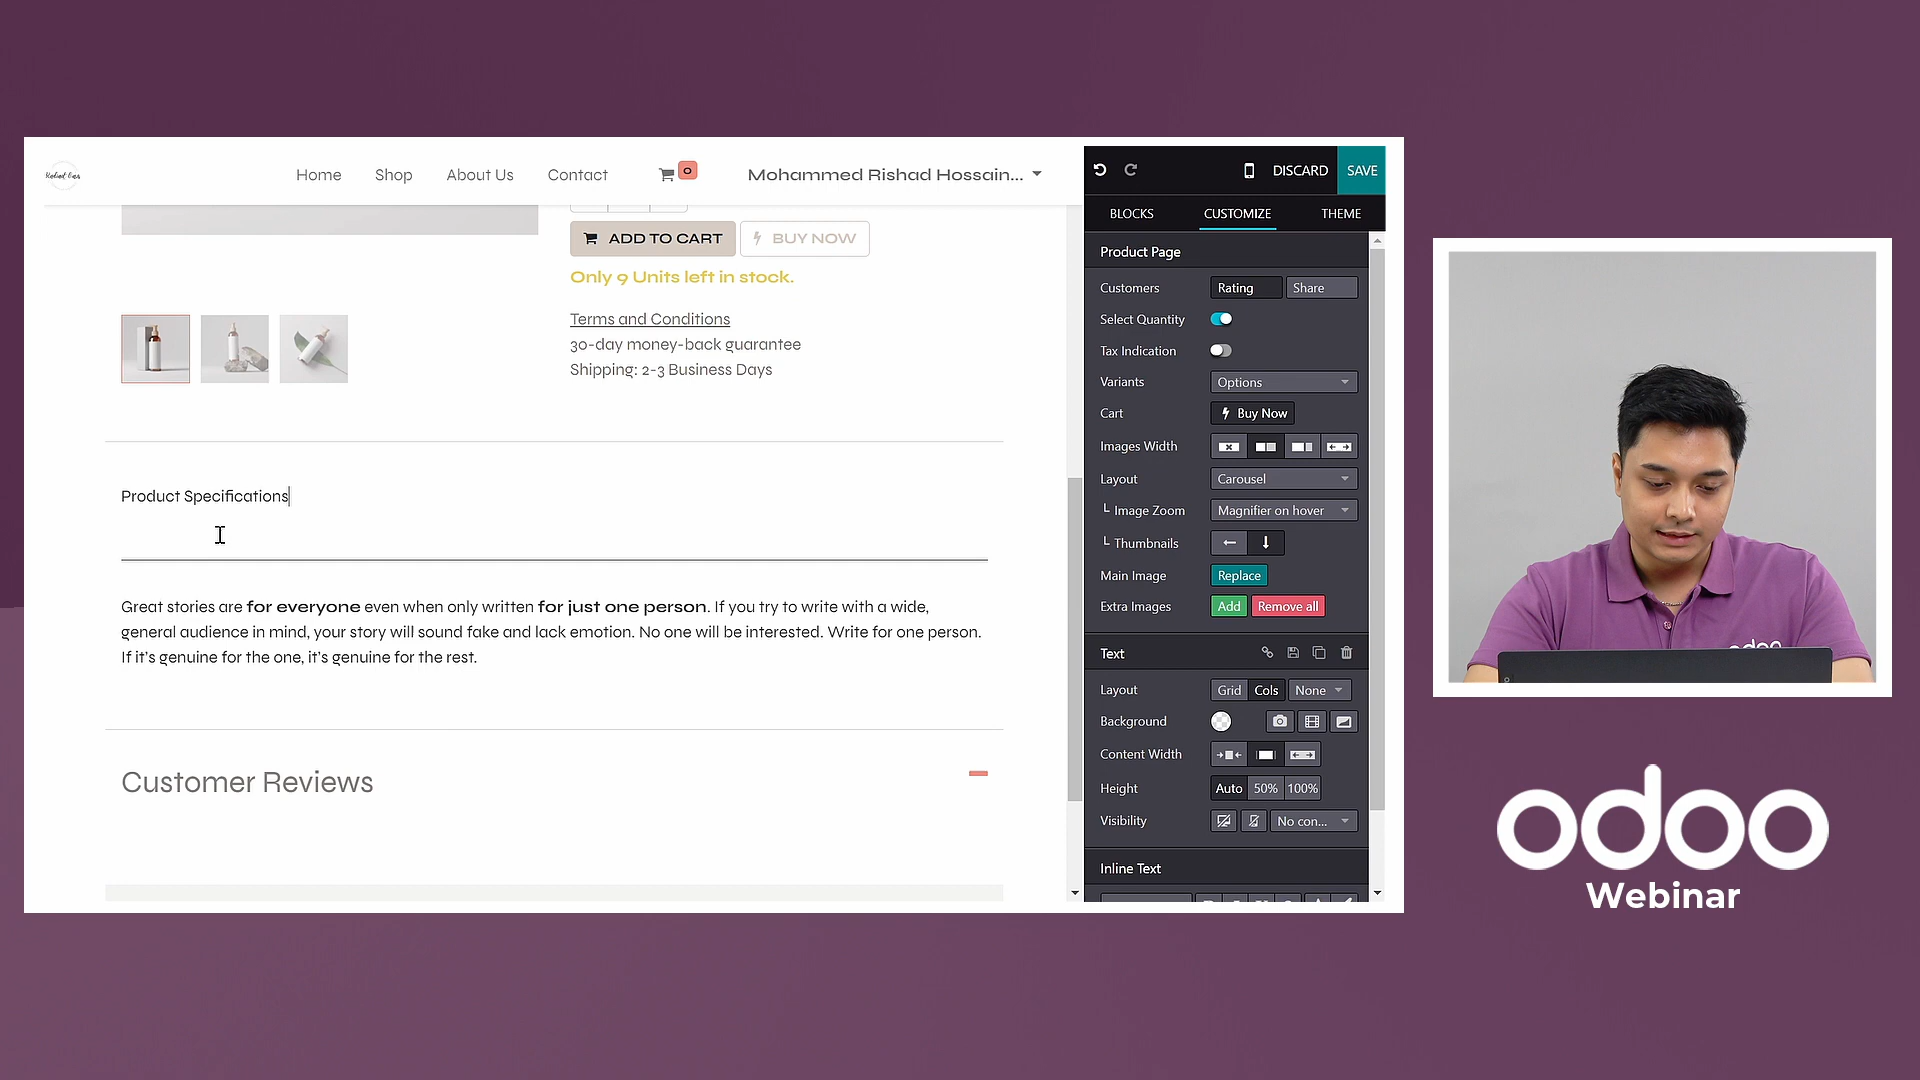 Home
Shop
About Us
Contact
0
Mohammed Rishad Hossain...
ADD TO CART
BUY NOW
Only 9 Units left in stock.
Terms and Conditions
30-day money-back guarantee
Shipping: 2-3 Business Days
Product Specifications
Great stories are for everyone even when only written for just one person. If you try to write with a wide,
general audience in mind, your story will sound fake and lack emotion. No one will be interested. Write for one person.
If it's genuine for the one, it's genuine for the rest.
Customer Reviews
DISCARD
SAVE
BLOCKS
CUSTOMIZE
THEME
Product Page
Customers
Rating
Share
Select Quantity
Tax Indication
Variants
Options
Cart
Buy Now
Images Width
Layout
Carousel
Image Zoom
Magnifier on hover
Thumbnails
Main Image
Replace
Extra Images
Add
Remove all
Text
Layout
Grid
Cols
None
Background
Content Width
Height
Auto
50%
100%
Visibility
No con...
Inline Text
odoo
odoo
Webinar